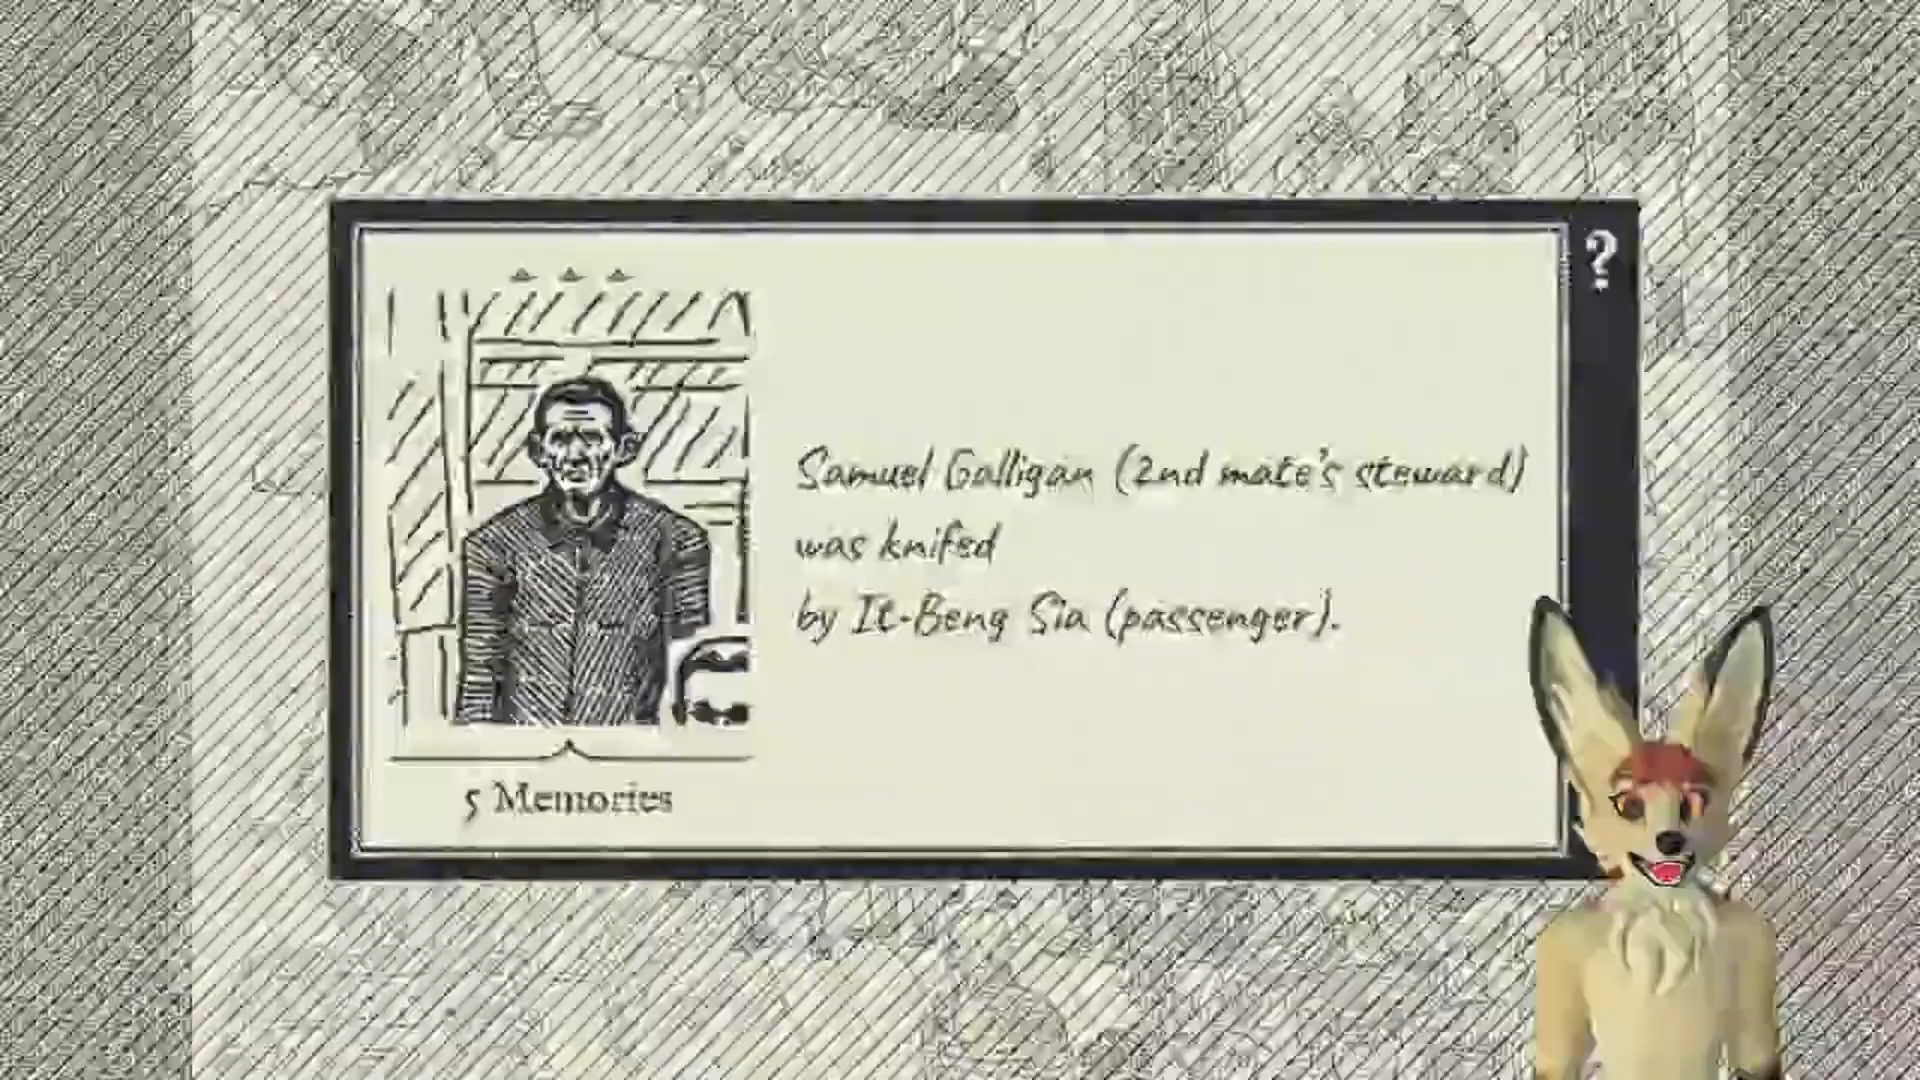 ?
Samuel Galligan (2nd mate's steward)
was knifed
by It-Beng Sia (passenger).
5 Memories